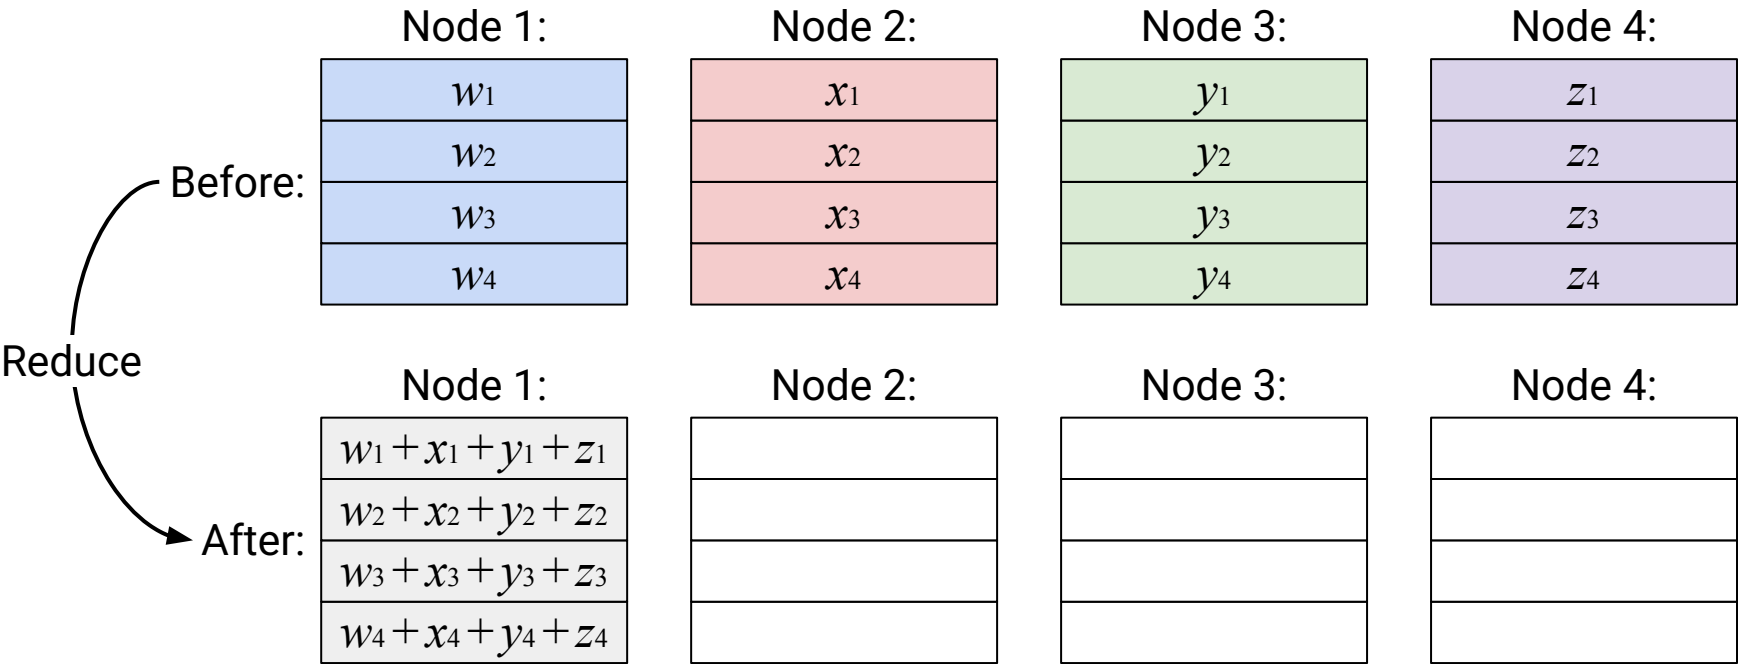 Node 1: Node 2: Node 3: Node 4:
w1 x1 y1 z1
w2 x2 y2 z2
Before:
w3 x3 y3 z3
w4 x4 y4 z4
Reduce
Node 1: Node 2: Node 3: Node 4:
w1+x1+y1+z1
w2+x2+y2+z2
After:
w3+x3+y3+z3
w4+x4+y4+z4